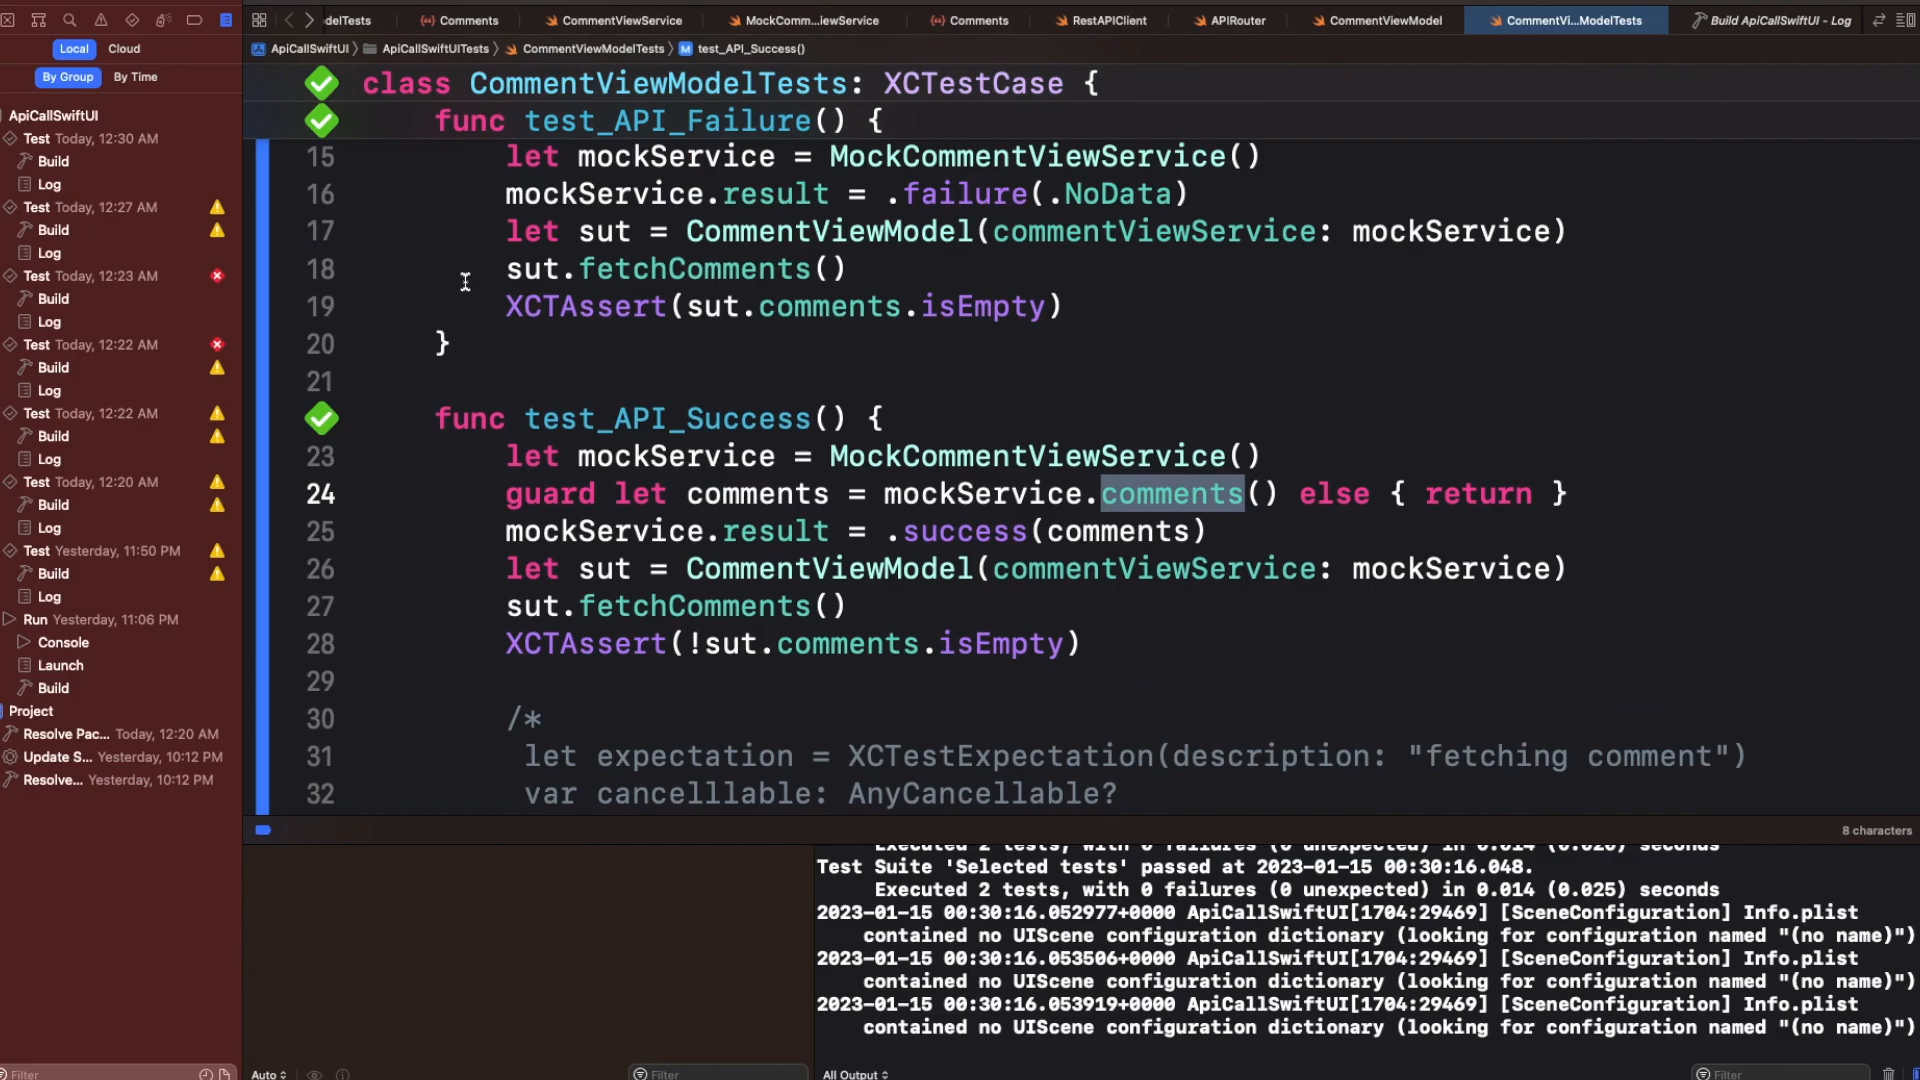 delTests
Comments
CommentViewService
MockComm...iewService
Comments
RestAPIClient
APIRouter
CommentViewModel
CommentVi...ModelTests
Build ApiCallSwiftUI - Log
Local
Cloud
ApiCallSwiftUI
ApiCallSwiftUITests
CommentViewModelTests
M
test_API_Success()
By Group
By Time
ApiCallSwiftUI
Test Today, 12:30 AM
Build
Log
Test Today, 12:27 AM
Build
Log
Test Today, 12:23 AM
Build
Log
Test Today, 12:22 AM
Build
Log
Test Today, 12:22 AM
Build
Log
Test Today, 12:20 AM
Build
Log
Test Yesterday, 11:50 PM
Build
Log
Run Yesterday, 11:06 PM
Console
Launch
Build
Project
Resolve Pac... Today, 12:20 AM
Update S... Yesterday, 10:12 PM
Resolve... Yesterday, 10:12 PM
Filter
class CommentViewModelTests: XCTestCase {
func test_API_Failure() {
15 let mockService = MockCommentViewService()
16 mockService.result = .failure(.NoData)
17 let sut = CommentViewModel(commentViewService: mockService)
18 sut.fetchComments()
19 XCTAssert(sut.comments.isEmpty)
20 }
21
func test_API_Success() {
23 let mockService = MockCommentViewService()
24 guard let comments = mockService.comments() else { return }
25 mockService.result = .success(comments)
26 let sut = CommentViewModel(commentViewService: mockService)
27 sut.fetchComments()
28 XCTAssert(!sut.comments.isEmpty)
29
30 /*
31 let expectation = XCTestExpectation(description: "fetching comment")
32 var cancelllable: AnyCancellable?
8 characters
Executed 2 tests, with 0 failures (0 unexpected) in 0.014 (0.020) seconds
Test Suite 'Selected tests' passed at 2023-01-15 00:30:16.048.
Executed 2 tests, with 0 failures (0 unexpected) in 0.014 (0.025) seconds
2023-01-15 00:30:16.052977+0000 ApiCallSwiftUI[1704:29469] [SceneConfiguration] Info.plist
contained no UIScene configuration dictionary (looking for configuration named "(no name)")
2023-01-15 00:30:16.053506+0000 ApiCallSwiftUI[1704:29469] [SceneConfiguration] Info.plist
contained no UIScene configuration dictionary (looking for configuration named "(no name)")
2023-01-15 00:30:16.053919+0000 ApiCallSwiftUI[1704:29469] [SceneConfiguration] Info.plist
contained no UIScene configuration dictionary (looking for configuration named "(no name)")
Auto
Filter
All Output
Filter